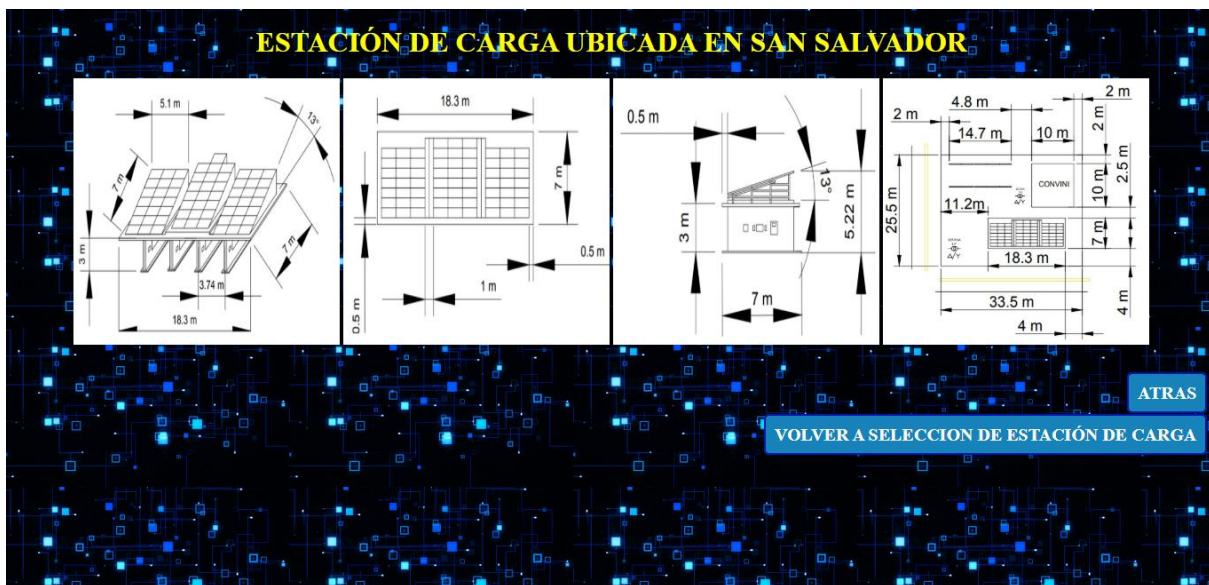 ESTACIÓN DE CARGA UBICADA EN SAN SALVADOR
5.1 m
13°
7 m
7 m
3 m
3.74 m
18.3 m
18.3 m
7 m
0.5 m
1 m
0.5 m
0.5 m
13°
3 m
5.22 m
7 m
2 m
4.8 m
2 m
14.7 m
10 m
2 m
CONVINI
10 m
2.5 m
11.2m
25.5 m
7 m
18.3 m
33.5 m
4 m
4 m
ATRAS
VOLVER A SELECCION DE ESTACIÓN DE CARGA